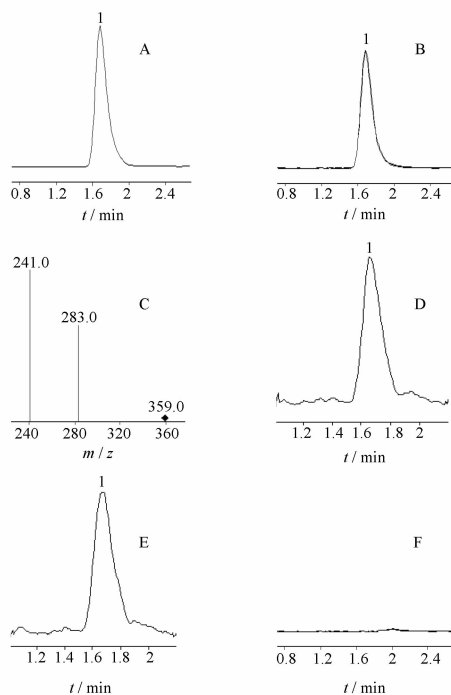 1
A
0.8 1.2 1.6 2 2.4
t / min
1
B
0.8 1.2 1.6 2 2.4
t / min
241.0
C
283.0
359.0
240 280 320 360
m / z
1
D
1.2 1.4 1.6 1.8 2
t / min
1
E
1.2 1.4 1.6 1.8 2
t / min
F
0.8 1.2 1.6 2 2.4
t / min